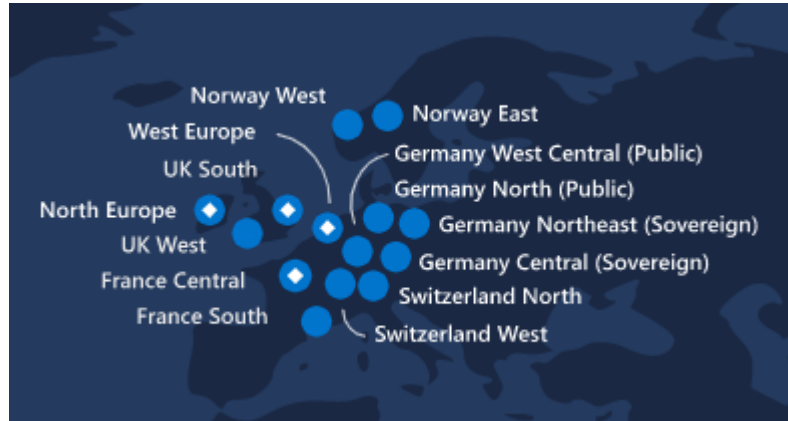 Norway West
Norway East
West Europe
Germany West Central (Public)
UK South
Germany North (Public)
North Europe
Germany Northeast (Sovereign)
UK West
Germany Central (Sovereign)
France Central
Switzerland North
France South
Switzerland West